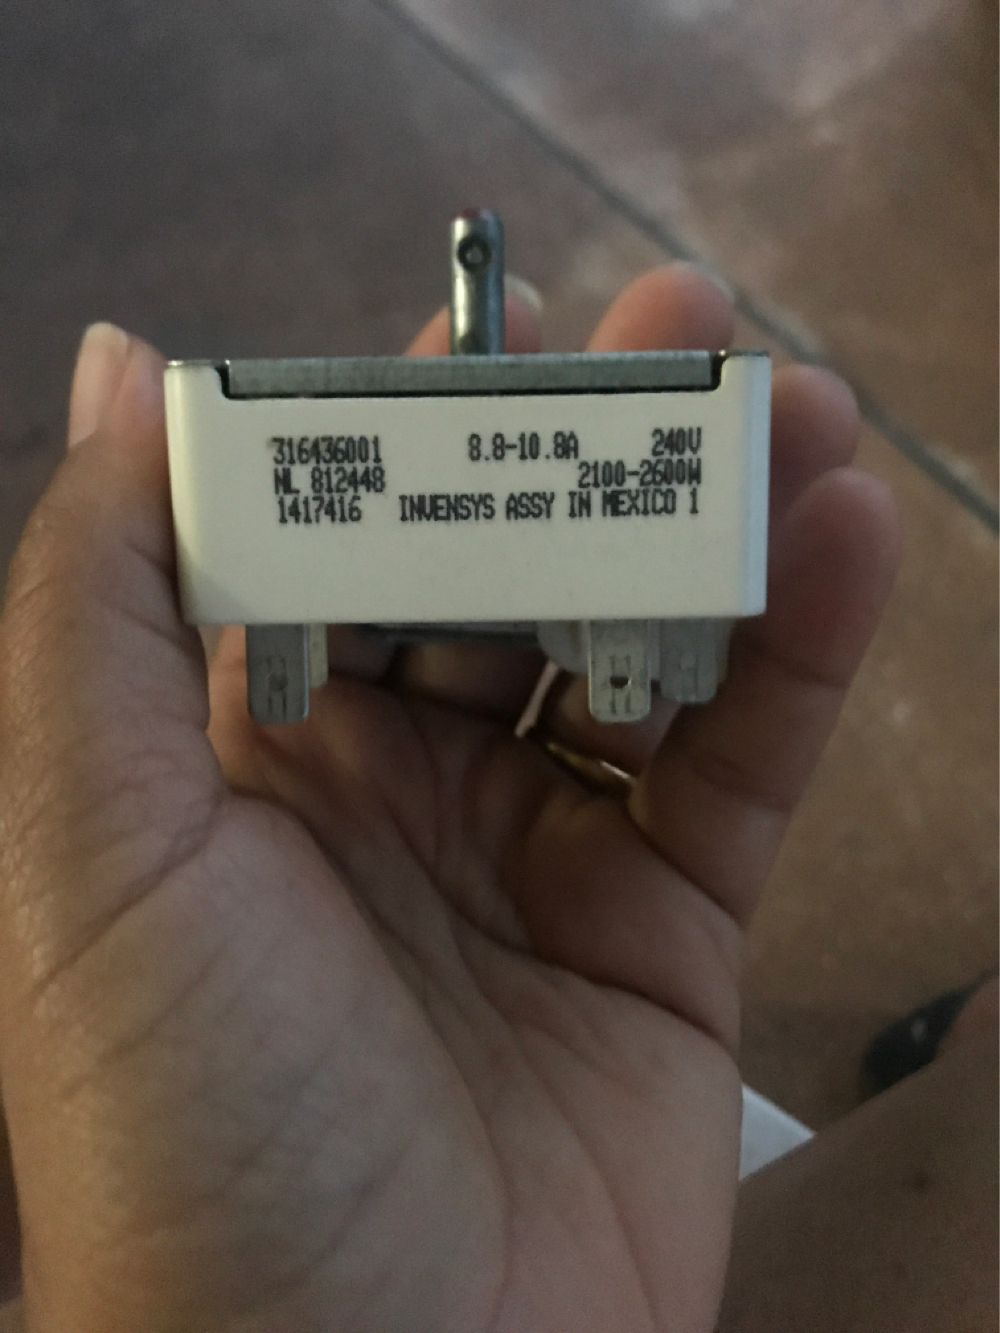 316436001 8.8-10.8A 240V
NL 812448 2100-2600W
1417416 INVENSYS ASSY IN MEXICO 1